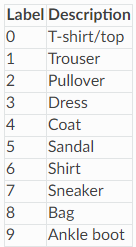 Label Description
0 T-shirt/top
1 Trouser
2 Pullover
3 Dress
4 Coat
5 Sandal
6 Shirt
7 Sneaker
8 Bag
9 Ankle boot